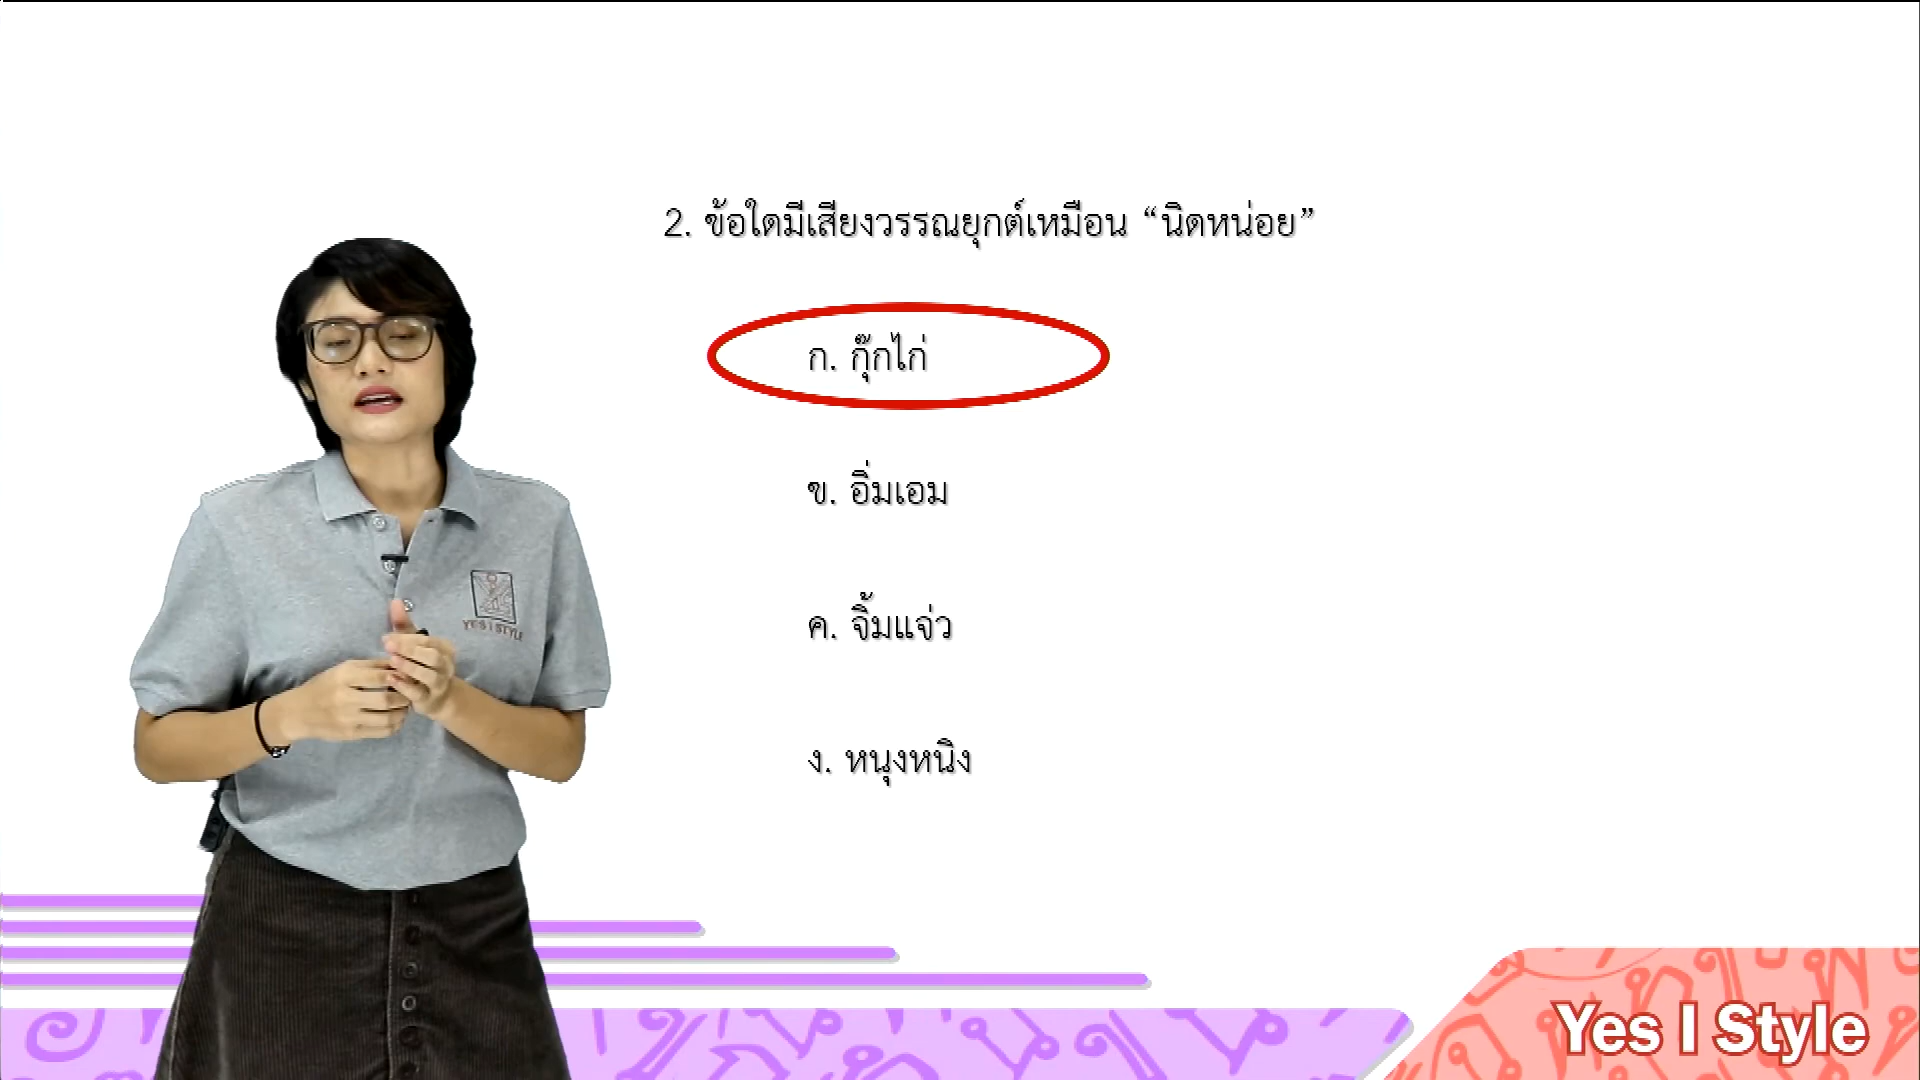 2. ข้อใดมีเสียงวรรณยุกต์เหมือน “นิดหน่อย”
ก. กุ๊กไก่
ข. อิ่มเอม
ค. จิ้มแจ่ว
ง. หนุงหนิง
YES I STYLE
Yes I Style